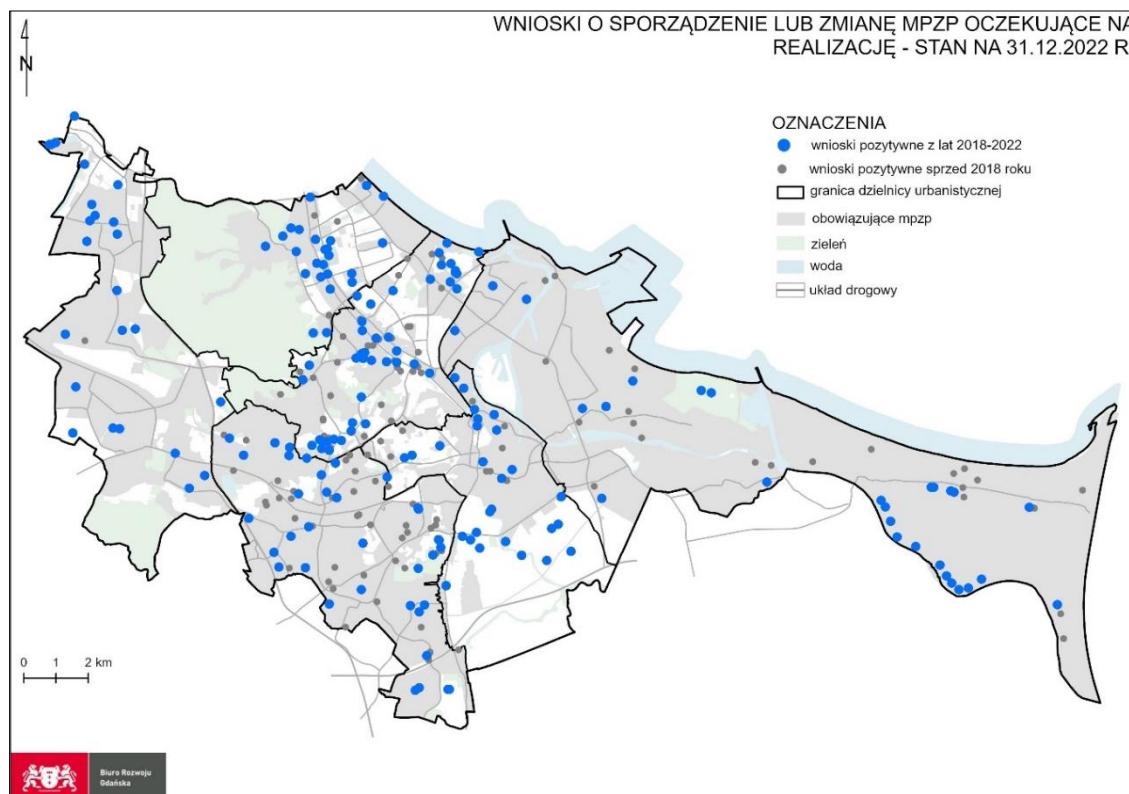 WNIOSKI O SPORZĄDZENIE LUB ZMIANĘ MPZP OCZEKUJĄCE NA
REALIZACJĘ - STAN NA 31.12.2022 R
N
OZNACZENIA
wnioski pozytywne z lat 2018-2022
wnioski pozytywne sprzed 2018 roku
granica dzielnicy urbanistycznej
obowiązujące mpzp
zieleń
woda
układ drogowy
0 1 2 km
Biuro Rozwoju
Gdańska